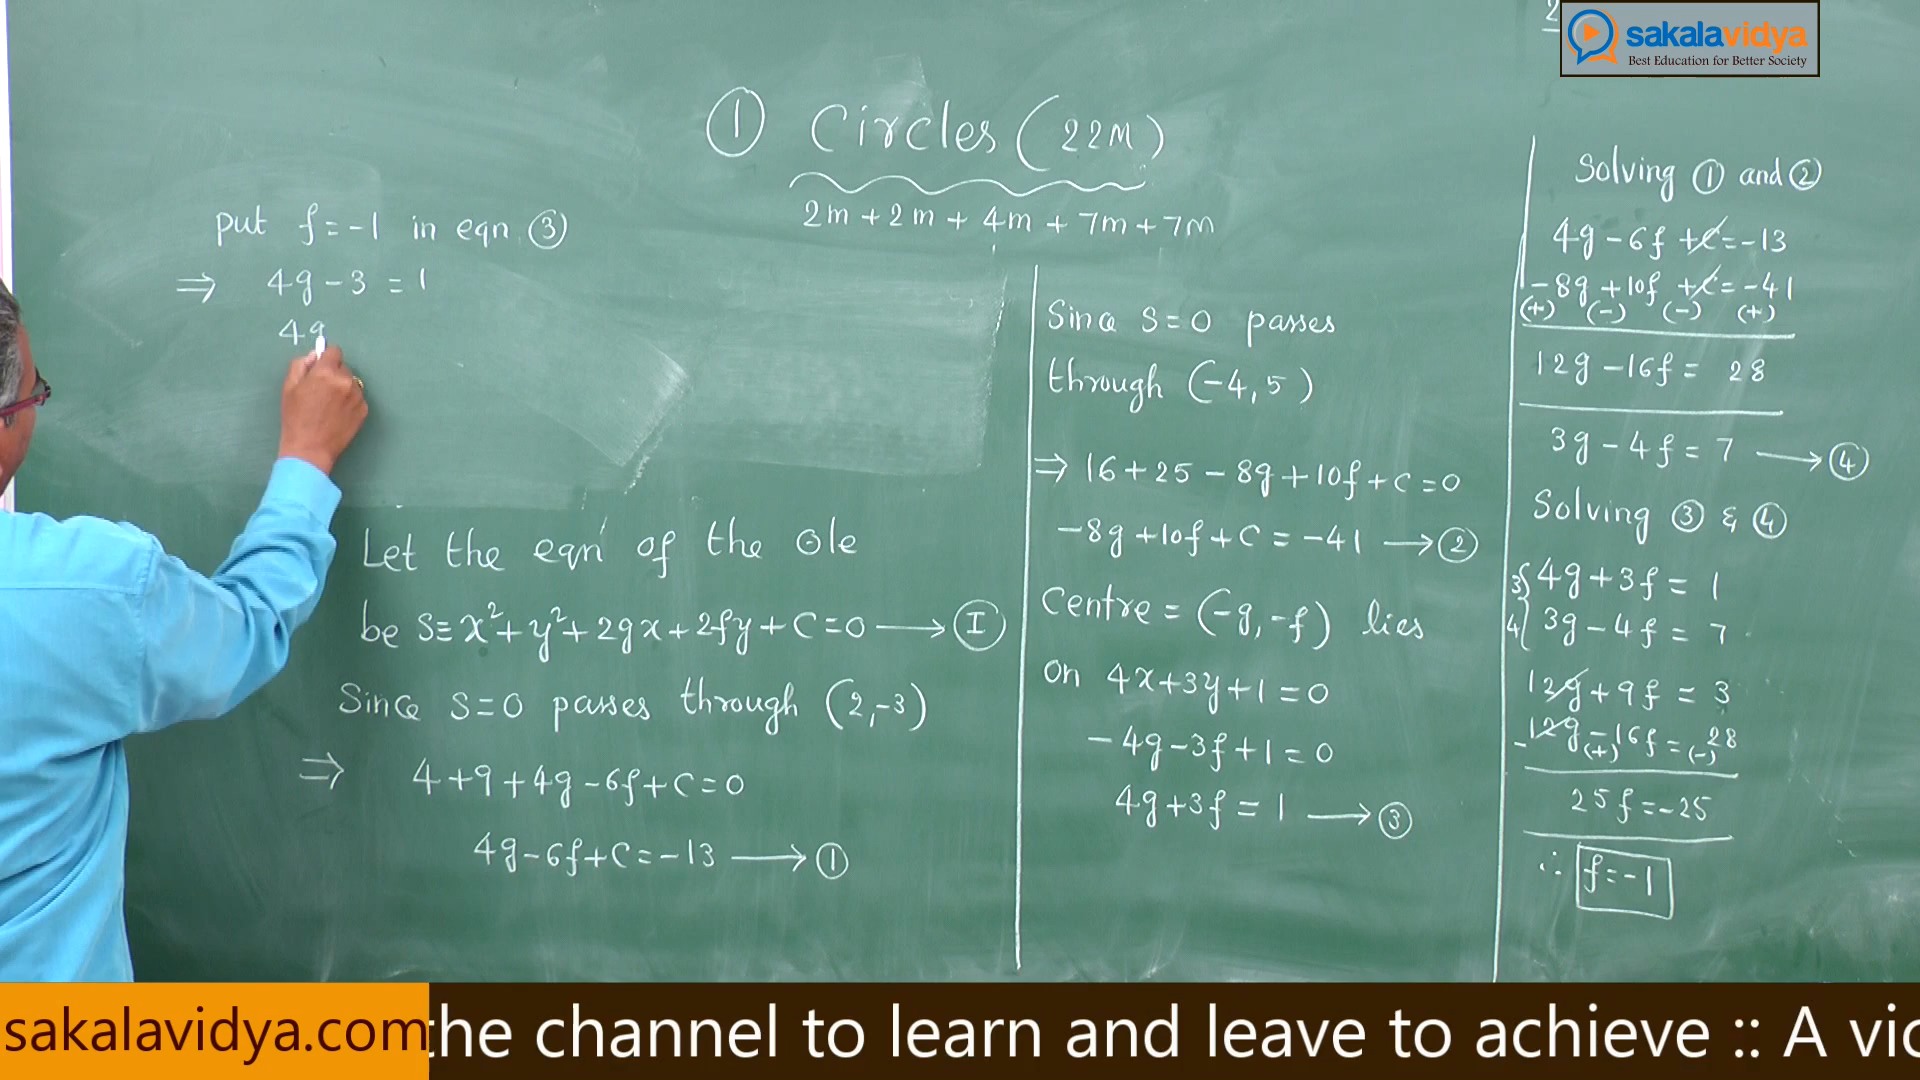 sakalavidya
Best Education for Better Society
① Circles (22M)
2m + 2m + 4m + 7m + 7m
put f = -1 in eqn ③
⇒ 4g - 3 = 1
4g
Let the eqn of the ⊙le
be S ≡ x² + y² + 2gx + 2fy + C = 0 ⟶ Ⓘ
Since S = 0 passes through (2, -3)
⇒ 4 + 9 + 4g - 6f + C = 0
4g - 6f + C = -13 ⟶ ①
Since S = 0 passes
through (-4, 5)
⇒ 16 + 25 - 8g + 10f + C = 0
-8g + 10f + C = -41 ⟶ ②
Centre = (-g, -f) lies
on 4x + 3y + 1 = 0
-4g - 3f + 1 = 0
4g + 3f = 1 ⟶ ③
2
Solving ① and ②
4g - 6f + C = -13
-8g + 10f + C = -41
(+) (-) (-) (+)
12g - 16f = 28
3g - 4f = 7 ⟶ ④
Solving ③ & ④
3{ 4g + 3f = 1
4{ 3g - 4f = 7
12g + 9f = 3
12g - 16f = 28
- (+) (-)
25f = -25
∴ f = -1
sakalavidya.com
the channel to learn and leave to achieve :: A vic